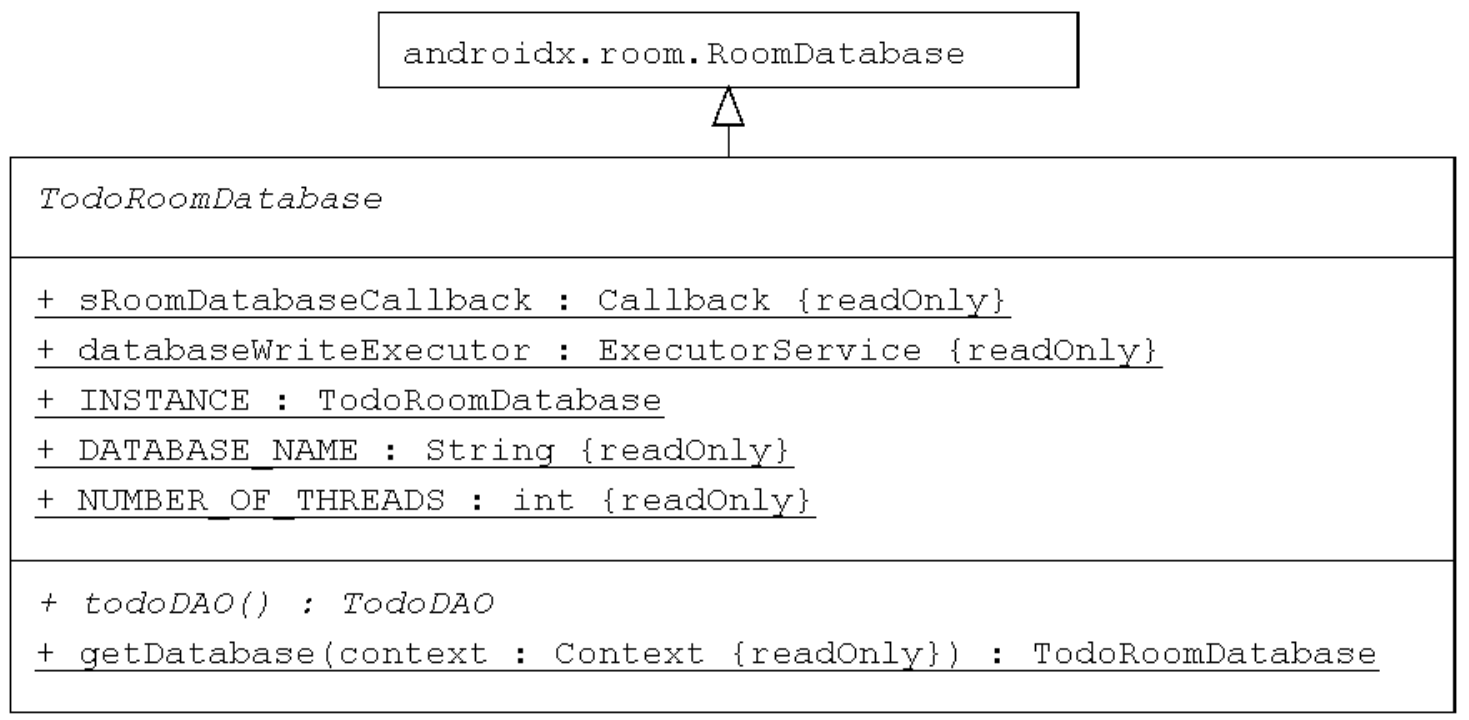 androidx.room.RoomDatabase
TodoRoomDatabase
+ sRoomDatabaseCallback : Callback {readOnly}
+ databaseWriteExecutor : ExecutorService {readOnly}
+ INSTANCE : TodoRoomDatabase
+ DATABASE_NAME : String {readOnly}
+ NUMBER_OF_THREADS : int {readOnly}
+ todoDAO() : TodoDAO
+ getDatabase(context : Context {readOnly}) : TodoRoomDatabase